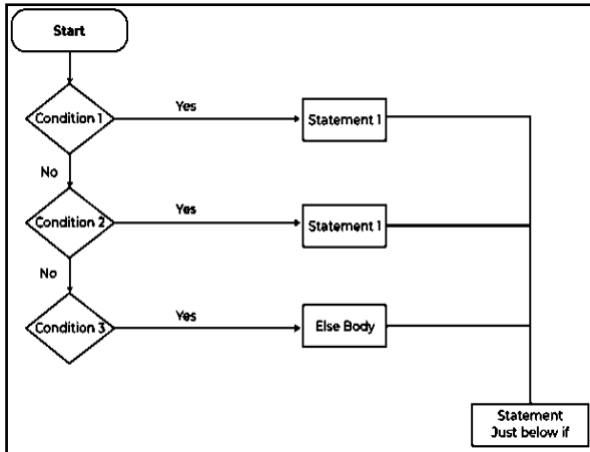 Start
Condition 1
Yes
Statement 1
No
Condition 2
Yes
Statement 1
No
Condition 3
Yes
Else Body
Statement
Just below if